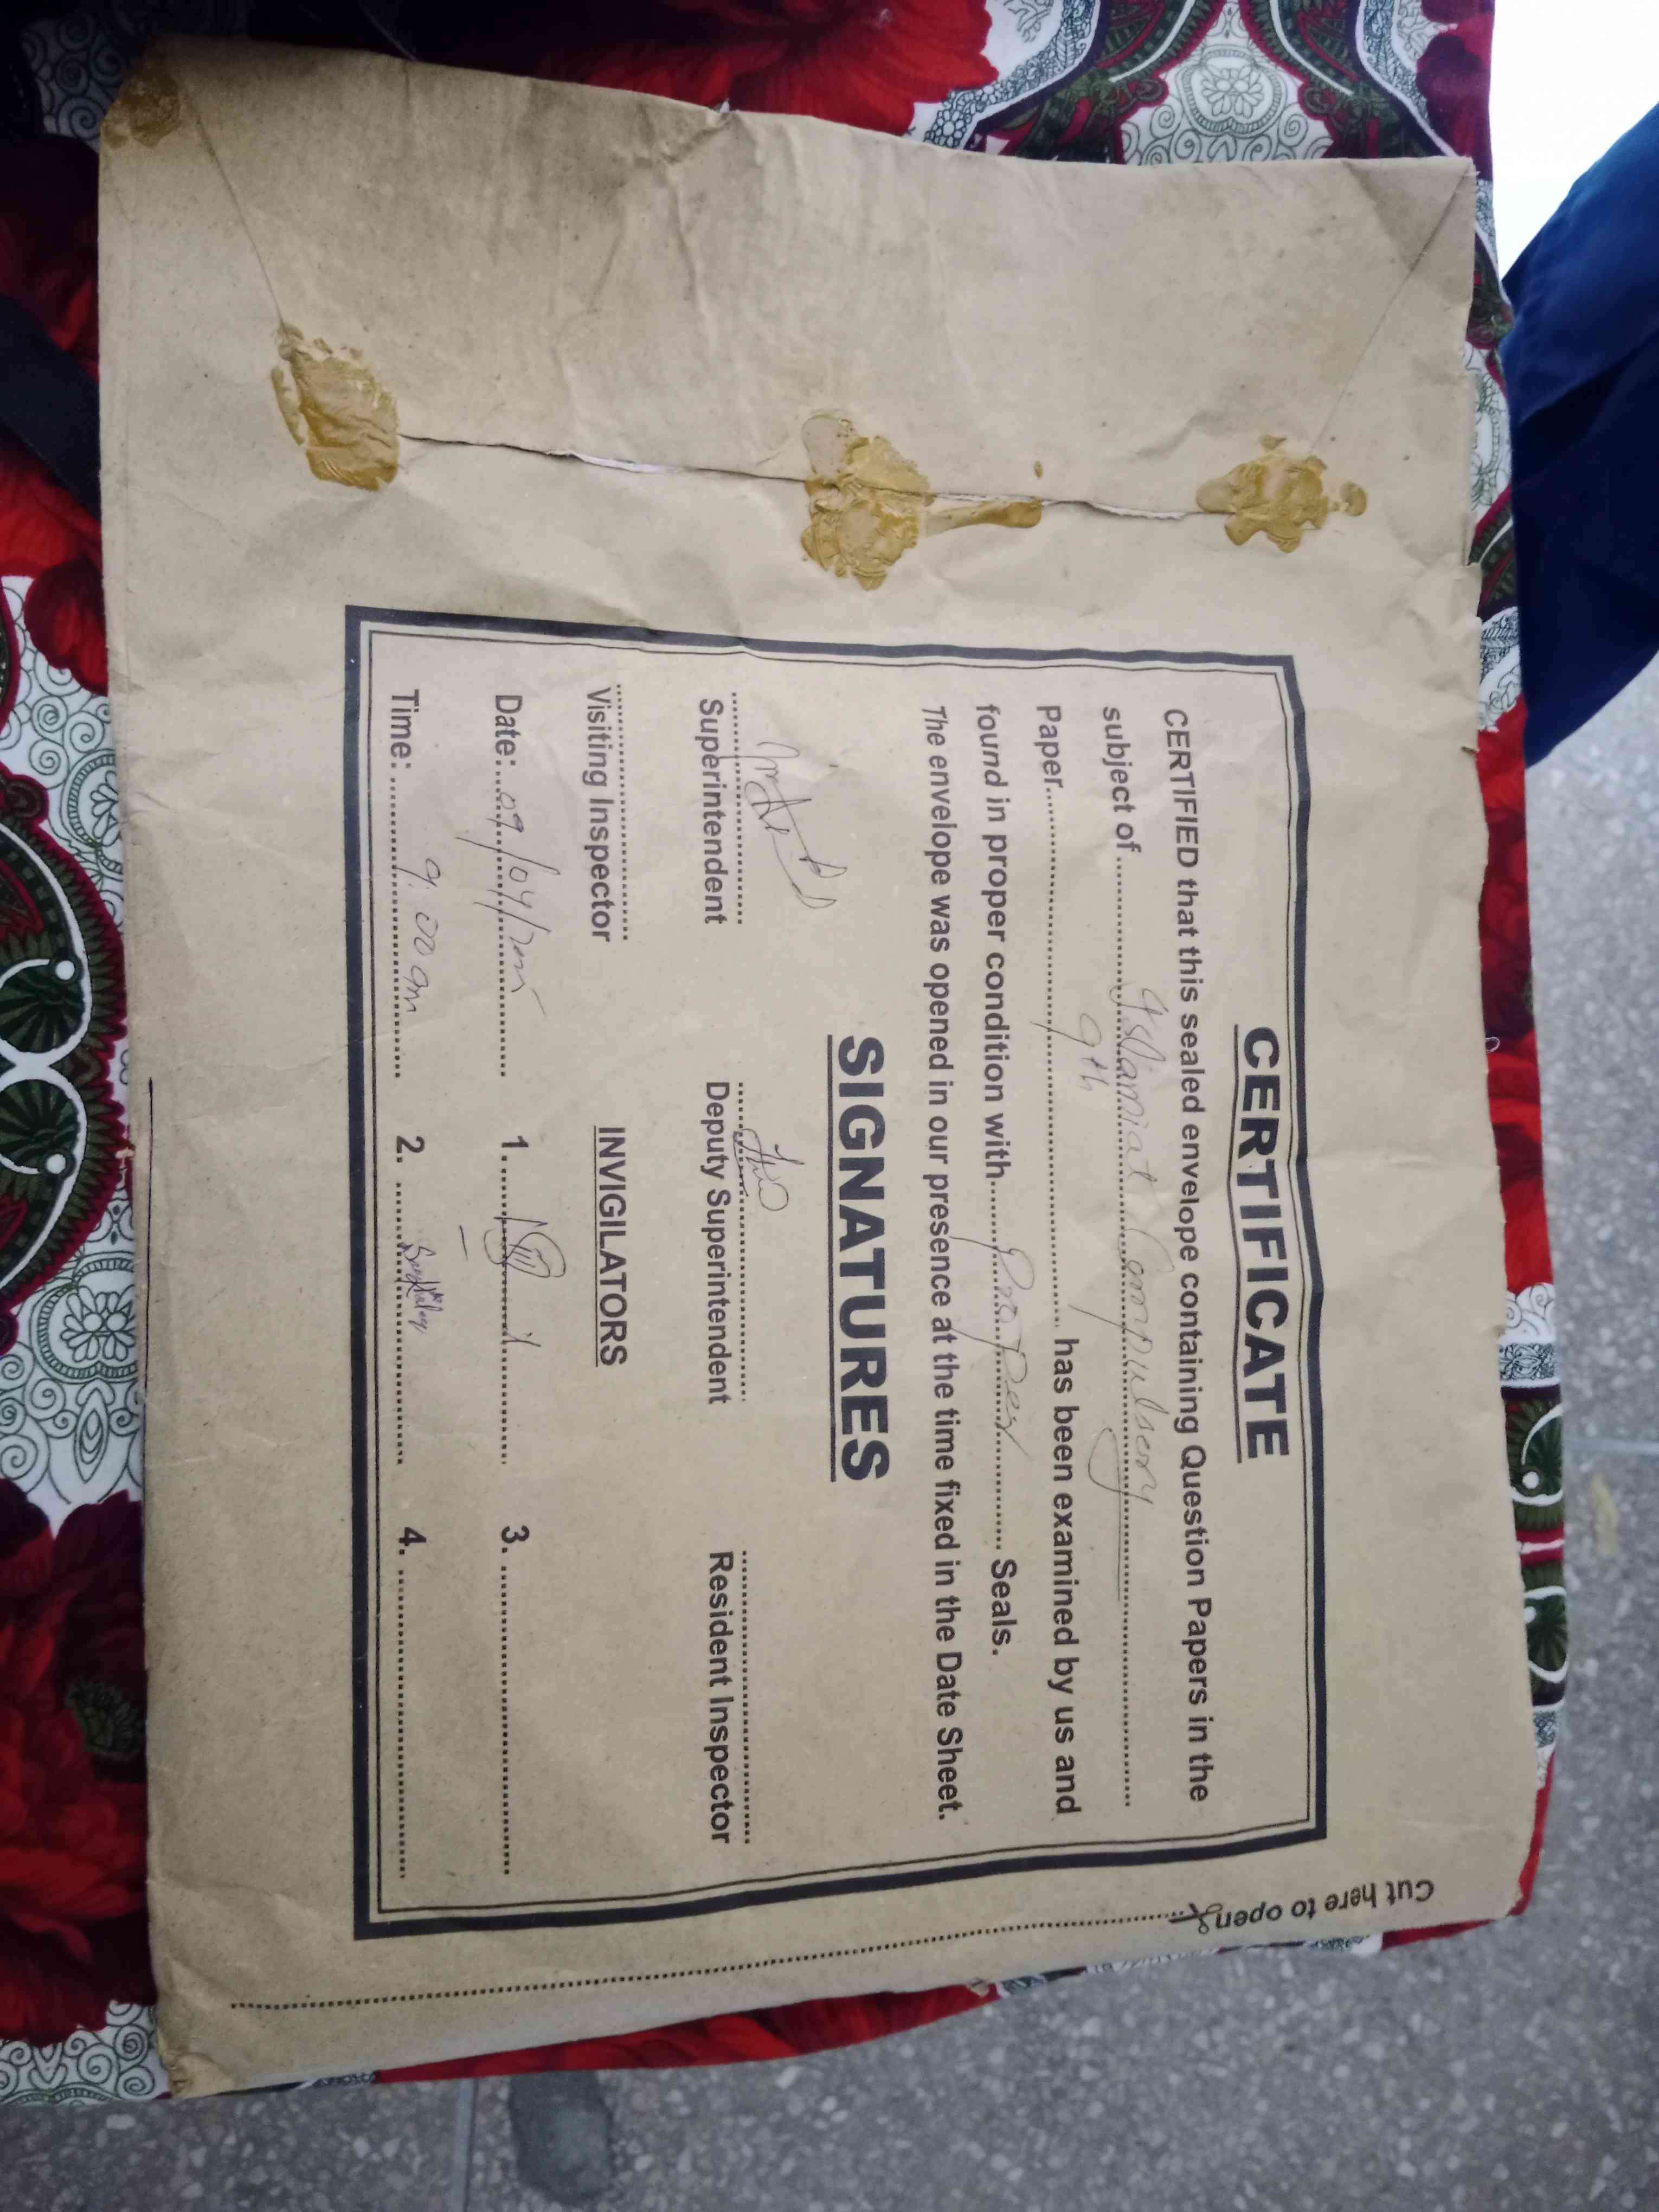 CERTIFICATE
CERTIFIED that this sealed envelope containing Question Papers in the
subject of .......... Islamiat Compulsory ..........
Paper.......... 9th .......... has been examined by us and
found in proper condition with.......... Proper .......... Seals.
The envelope was opened in our presence at the time fixed in the Date Sheet.
SIGNATURES
Superintendent Deputy Superintendent Resident Inspector
Visiting Inspector INVIGILATORS
Date: 09/04/ 1. 3.
Time: 9:00 am 2. 4.
Cut here to open